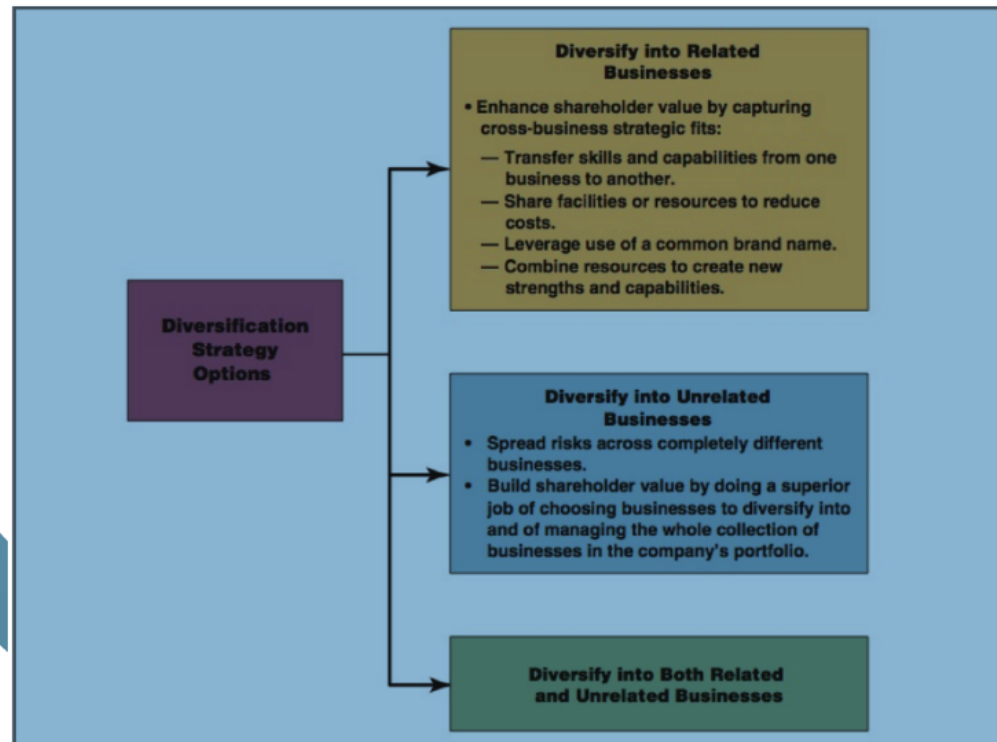 Diversify into Related
Businesses
• Enhance shareholder value by capturing
cross-business strategic fits:
— Transfer skills and capabilities from one
business to another.
— Share facilities or resources to reduce
costs.
— Leverage use of a common brand name.
— Combine resources to create new
strengths and capabilities.
Diversification
Strategy
Options
Diversify into Unrelated
Businesses
• Spread risks across completely different
businesses.
• Build shareholder value by doing a superior
job of choosing businesses to diversify into
and of managing the whole collection of
businesses in the company's portfolio.
Diversify into Both Related
and Unrelated Businesses